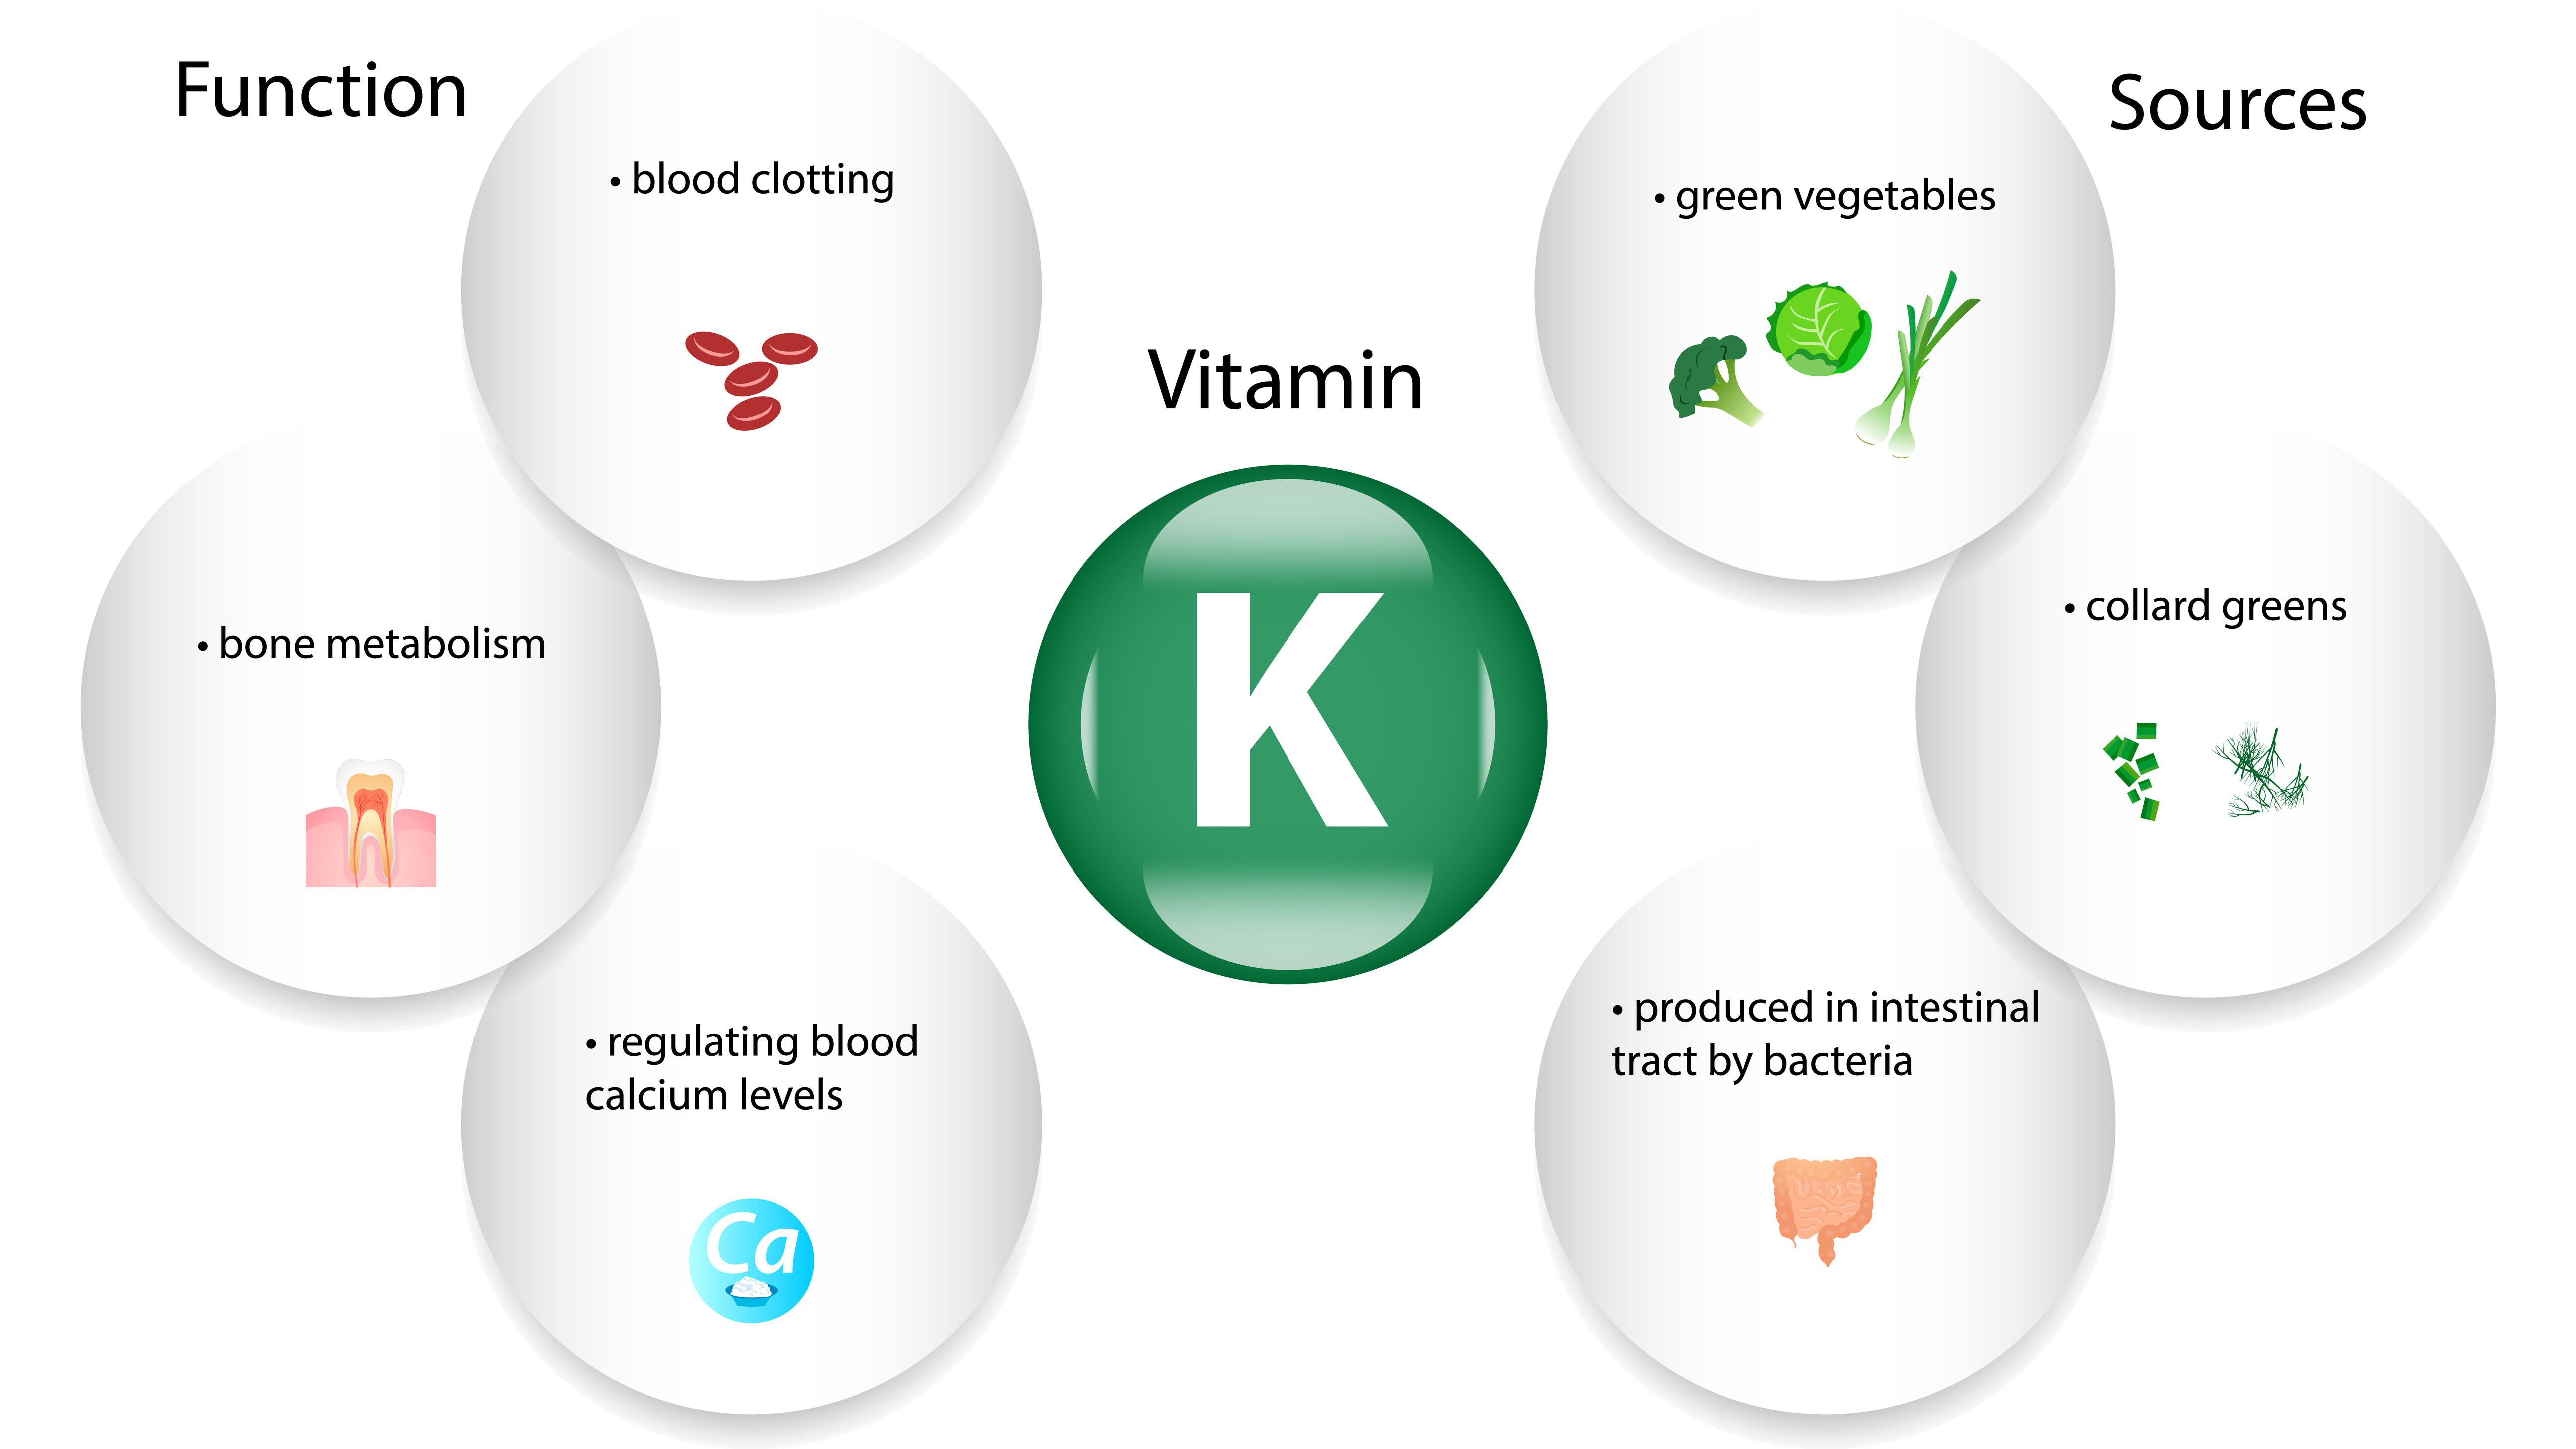 Function
• blood clotting
• bone metabolism
• regulating blood
calcium levels
Ca
Vitamin
K
Sources
• green vegetables
• collard greens
• produced in intestinal
tract by bacteria